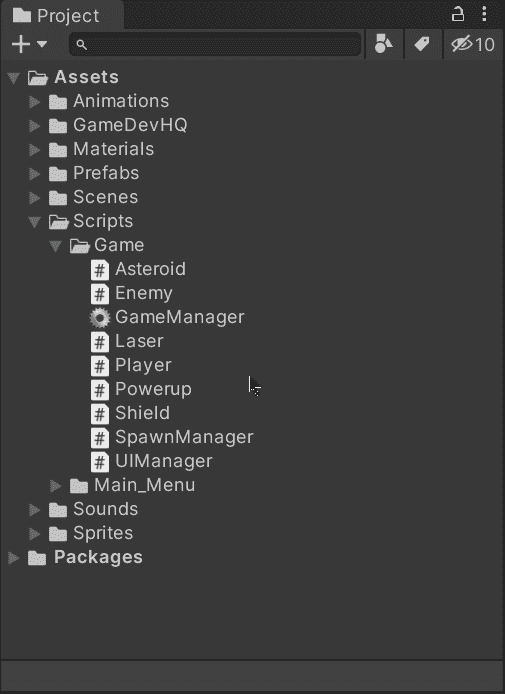 Project
10
Assets
Animations
GameDevHQ
Materials
Prefabs
Scenes
Scripts
Game
Asteroid
Enemy
GameManager
Laser
Player
Powerup
Shield
SpawnManager
UIManager
Main_Menu
Sounds
Sprites
Packages